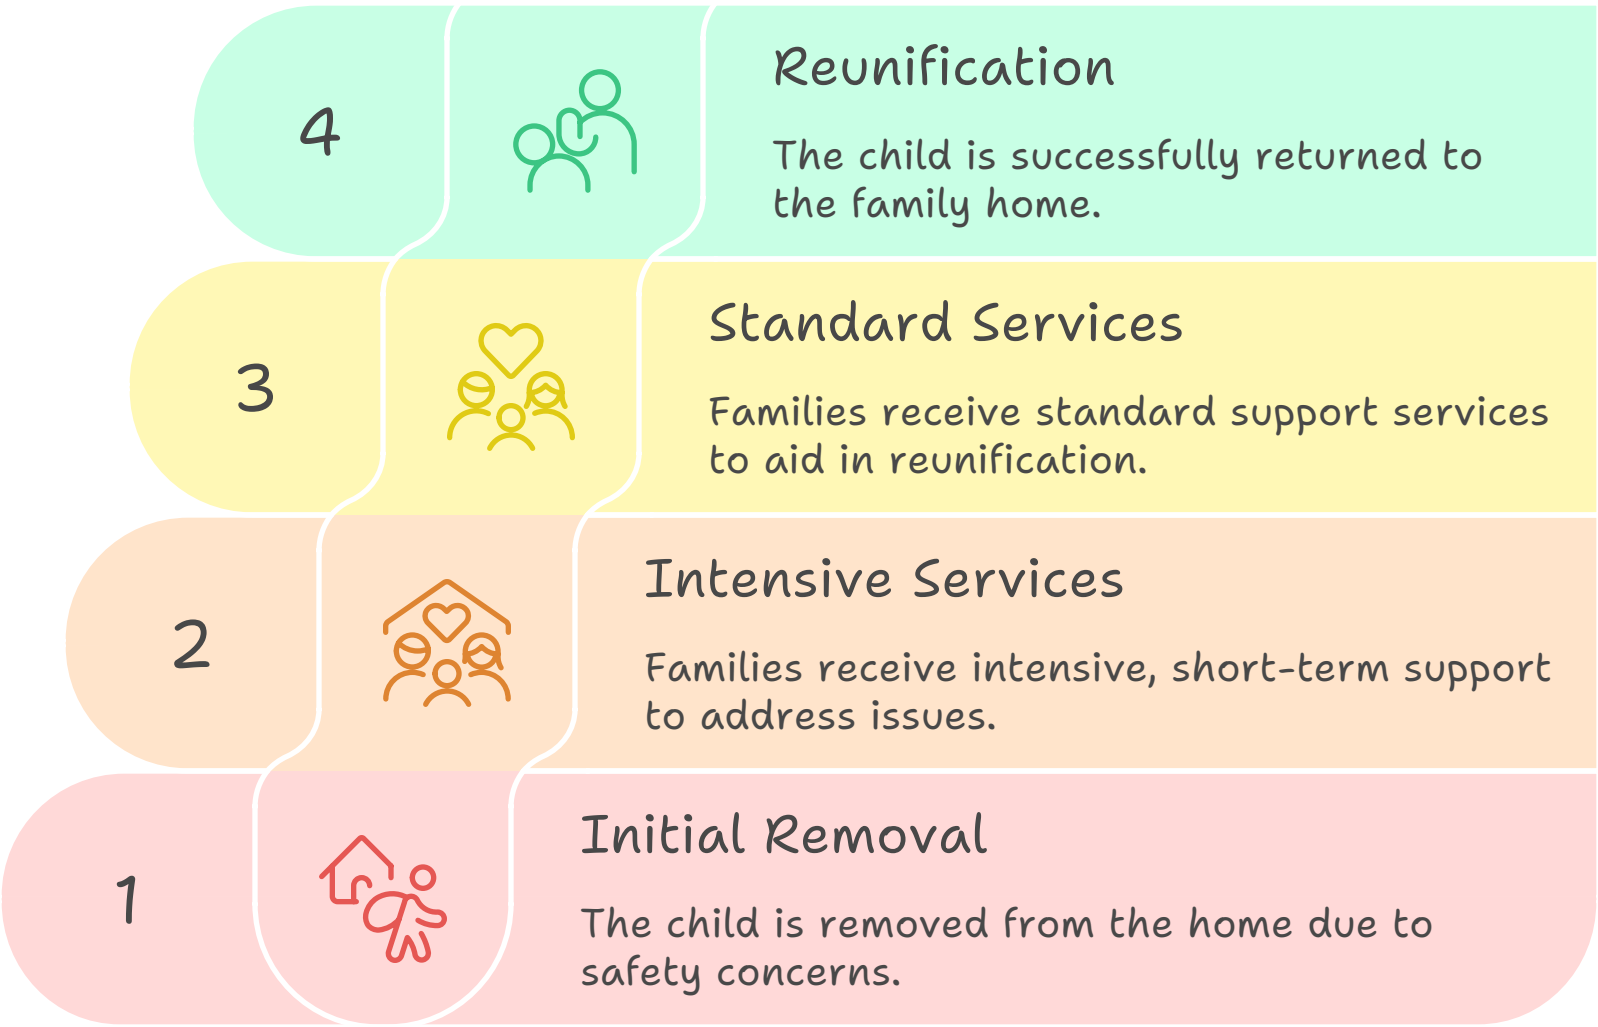 4
Reunification
The child is successfully returned to
the family home.
3
Standard Services
Families receive standard support services
to aid in reunification.
2
Intensive Services
Families receive intensive, short-term support
to address issues.
1
Initial Removal
The child is removed from the home due to
safety concerns.